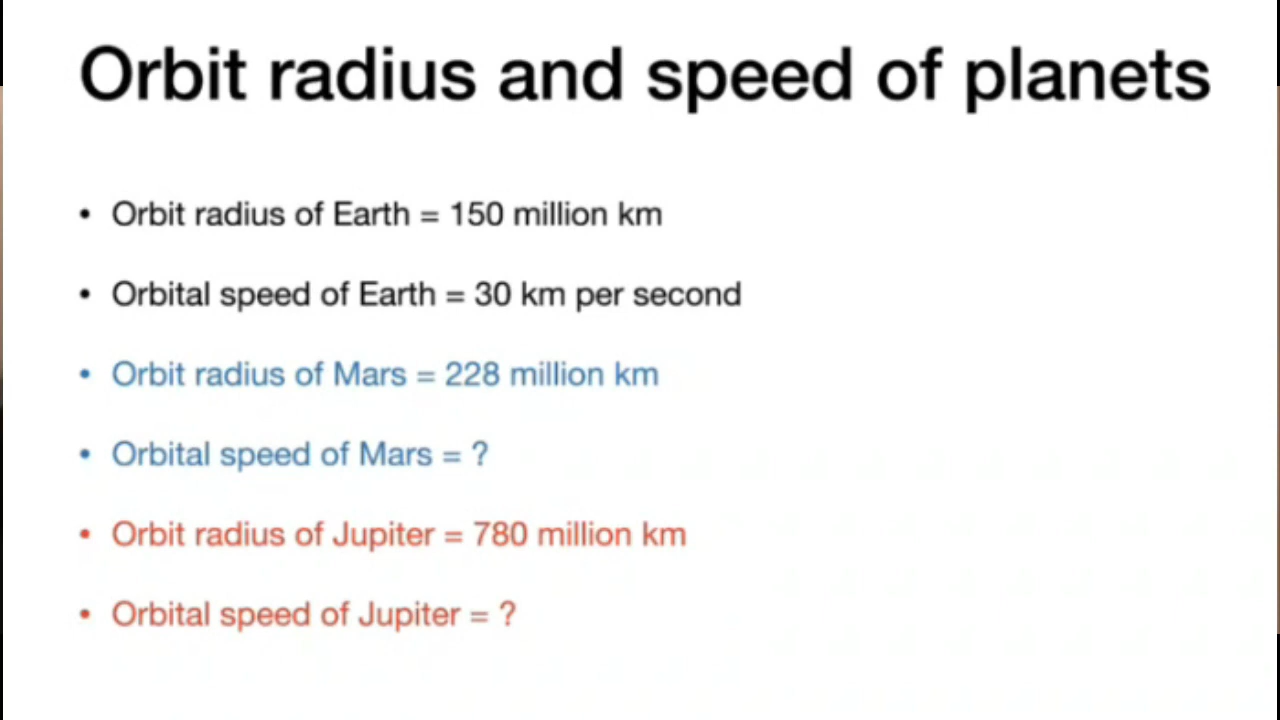 Orbit radius and speed of planets
• Orbit radius of Earth = 150 million km
• Orbital speed of Earth = 30 km per second
• Orbit radius of Mars = 228 million km
• Orbital speed of Mars = ?
• Orbit radius of Jupiter = 780 million km
• Orbital speed of Jupiter = ?